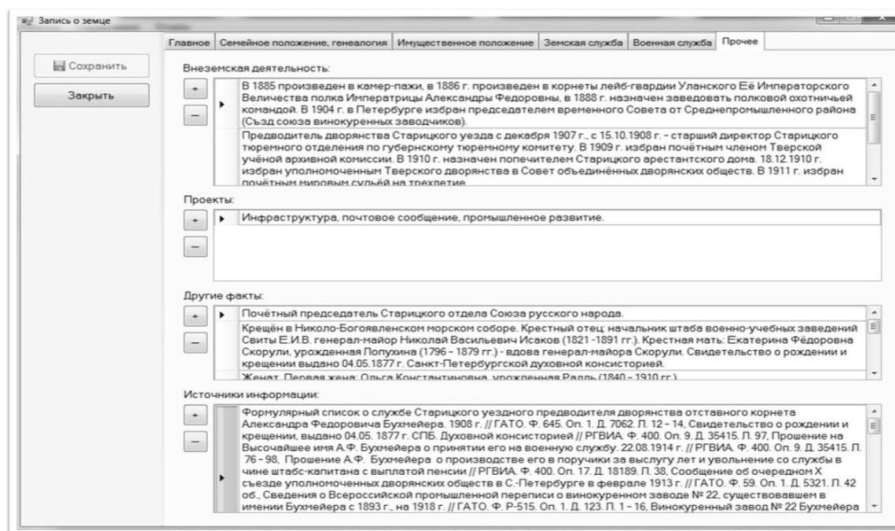 Запись о земце
Главное Семейное положение, генеалогия Имущественное положение Земская служба Военная служба Прочее
Сохранить
Закрыть
Внеземская деятельность:
+
–
В 1885 произведен в камер-пажи, в 1886 г. произведен в корнеты лейб-гвардии Уланского Её Императорского
Величества полка Императрицы Александры Федоровны, в 1888 г. назначен заведовать полковой охотничьей
командой. В 1904 г. в Петербурге избран председателем временного Совета от Среднепромышленного района
(Създ союза винокуренных заводчиков).
Предводитель дворянства Старицкого уезда с декабря 1907 г., с 15.10.1908 г. - старший директор Старицкого
тюремного отделения по губернскому тюремному комитету. В 1909 г. избран почётным членом Тверской
учёной архивной комиссии. В 1910 г. назначен попечителем Старицкого арестантского дома. 18.12.1910 г.
избран уполномоченным Тверского дворянства в Совет объединённых дворянских обществ. В 1911 г. избран
почётным мировым судьёй на трехлетие
Проекты:
+
–
Инфраструктура, почтовое сообщение, промышленное развитие.
Другие факты:
+
–
Почётный председатель Старицкого отдела Союза русского народа.
Крещён в Николо-Богоявленском морском соборе. Крестный отец: начальник штаба военно-учебных заведений
Свиты Е.И.В. генерал-майор Николай Васильевич Исаков (1821 -1891 гг.). Крестная мать: Екатерина Фёдоровна
Скорули, урожденная Лопухина (1796 - 1879 гг.) - вдова генерал-майора Скорули. Свидетельство о рождении и
крещении выдано 04.05.1877 г. Санкт-Петербургской духовной консисторией.
Женат. Первая жена: Ольга Константиновна, урожденная Ралль (1840 - 1910 гг.)
Источники информации:
+
–
Формулярный список о службе Старицкого уездного предводителя дворянства отставного корнета
Александра Федоровича Бухмейера. 1908 г. // ГАТО. Ф. 645. Оп. 1. Д. 7062. Л. 12 - 14, Свидетельство о рождении и
крещении, выдано 04.05. 1877 г. СПБ. Духовной консисторией // РГВИА. Ф. 400. Оп. 9. Д. 35415. Л. 97, Прошение на
Высочайшее имя А.Ф. Бухмейера о принятии его на военную службу. 22.08.1914 г. // РГВИА. Ф. 400. Оп. 9. Д. 35415. Л.
76 - 98, Прошение А.Ф. Бухмейера о производстве его в поручики за выслугу лет и увольнение со службы в
чине штабс-капитана с выплатой пенсии // РГВИА. Ф. 400. Оп. 17. Д. 18189. Л. 38, Сообщение об очередном X
съезде уполномоченных дворянских обществ в С.-Петербурге в феврале 1913 г. // ГАТО. Ф. 59. Оп. 1. Д. 5321. Л. 42
об., Сведения о Всероссийской промышленной переписи о винокуренном заводе № 22, существовавшем в
имении Бухмейера с 1893 г., на 1918 г. // ГАТО. Ф. Р-515. Оп. 1. Д. 123. Л. 1 - 16, Винокуренный завод № 22 Бухмейера